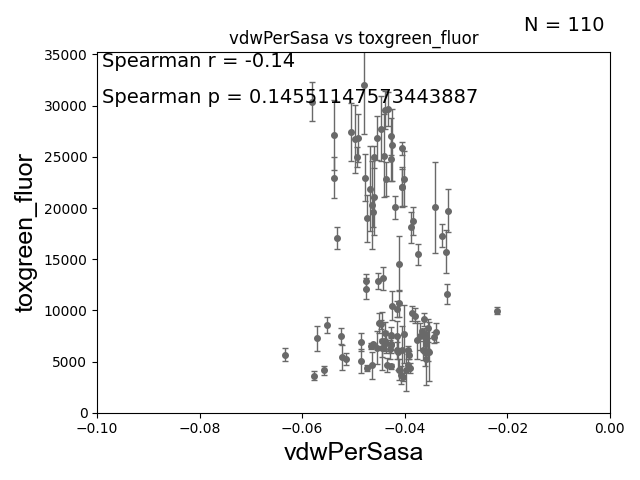 N = 110
vdwPerSasa vs toxgreen_fluor
Spearman r = -0.14
Spearman p = 0.14551147573443887
35000
30000
25000
20000
15000
10000
5000
0
toxgreen_fluor
−0.10
−0.08
−0.06
−0.04
−0.02
0.00
vdwPerSasa